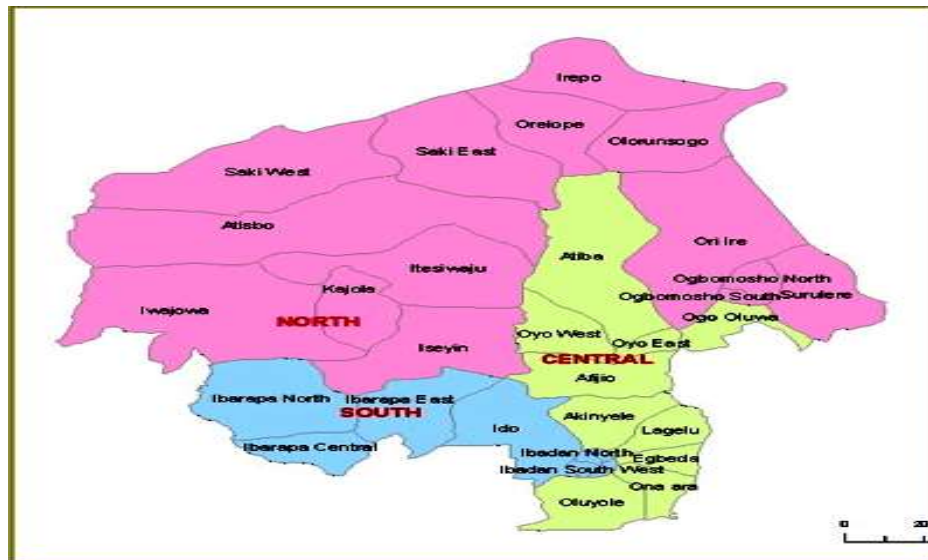 Irepo
Orelope
Olorunsogo
Saki East
Saki West
Atisbo
Ori Ire
Atiba
Itesiwaju
Ogbomosho North
Kajola
Ogbomosho South
Surulere
Iwajowa
Ogo Oluwa
NORTH
Oyo West
Oyo East
Iseyin
CENTRAL
Afijio
Ibarapa North
Ibarapa East
SOUTH
Akinyele
Ido
Lagelu
Ibarapa Central
Ibadan North
Egbeda
Ibadan South West
Ona ara
Oluyole
0 20